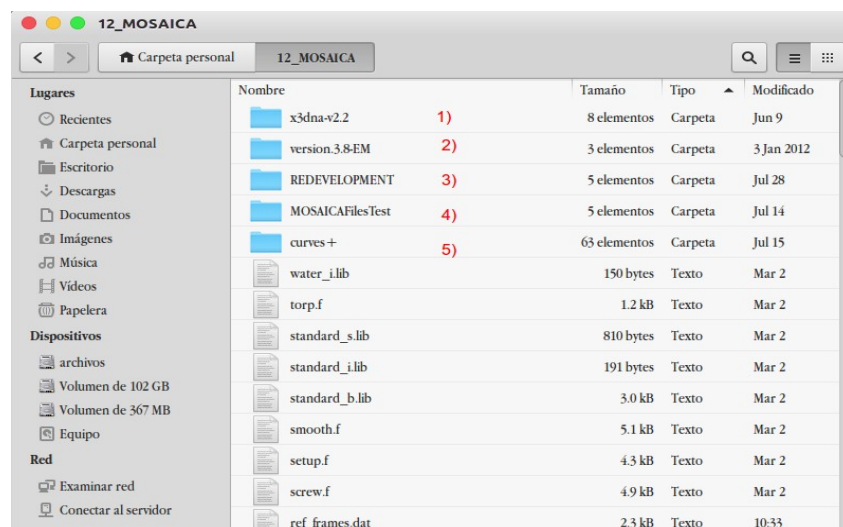 12_MOSAICA
Carpeta personal 12_MOSAICA
Lugares
Recientes
Carpeta personal
Escritorio
Descargas
Documentos
Imágenes
Música
Vídeos
Papelera
Dispositivos
archivos
Volumen de 102 GB
Volumen de 367 MB
Equipo
Red
Examinar red
Conectar al servidor
Nombre Tamaño Tipo Modificado
x3dna-v2.2 1) 8 elementos Carpeta Jun 9
version.3.8-EM 2) 3 elementos Carpeta 3 Jan 2012
REDEVELOPMENT 3) 5 elementos Carpeta Jul 28
MOSAICAFilesTest 4) 5 elementos Carpeta Jul 14
curves+ 5) 63 elementos Carpeta Jul 15
water_i.lib 150 bytes Texto Mar 2
torp.f 1.2 kB Texto Mar 2
standard_s.lib 810 bytes Texto Mar 2
standard_i.lib 191 bytes Texto Mar 2
standard_b.lib 3.0 kB Texto Mar 2
smooth.f 5.1 kB Texto Mar 2
setup.f 4.3 kB Texto Mar 2
screw.f 4.9 kB Texto Mar 2
ref_frames.dat 2.3 kB Texto 10:33